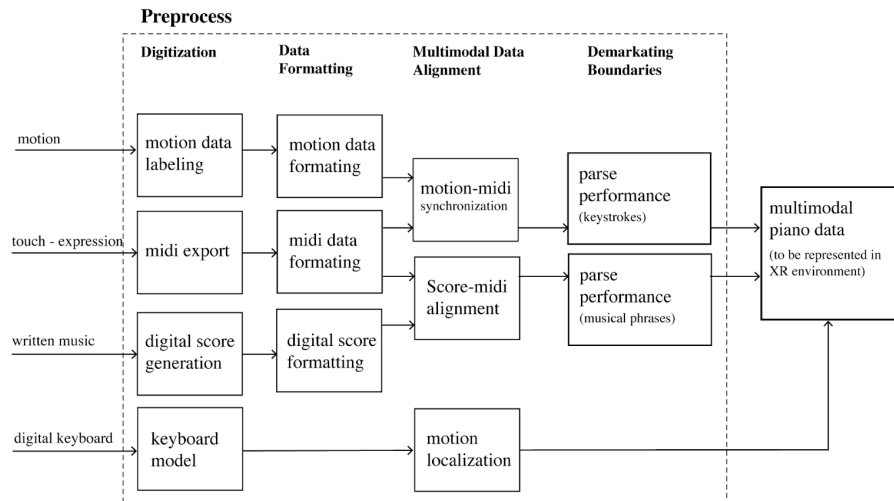 Preprocess
Digitization
Data
Formatting
Multimodal Data
Alignment
Demarkating
Boundaries
motion
motion data
labeling
motion data
formating
motion-midi
synchronization
parse
performance
(keystrokes)
touch - expression
midi export
midi data
formating
Score-midi
alignment
parse
performance
(musical phrases)
multimodal
piano data
(to be represented in
XR environment)
written music
digital score
generation
digital score
formatting
digital keyboard
keyboard
model
motion
localization